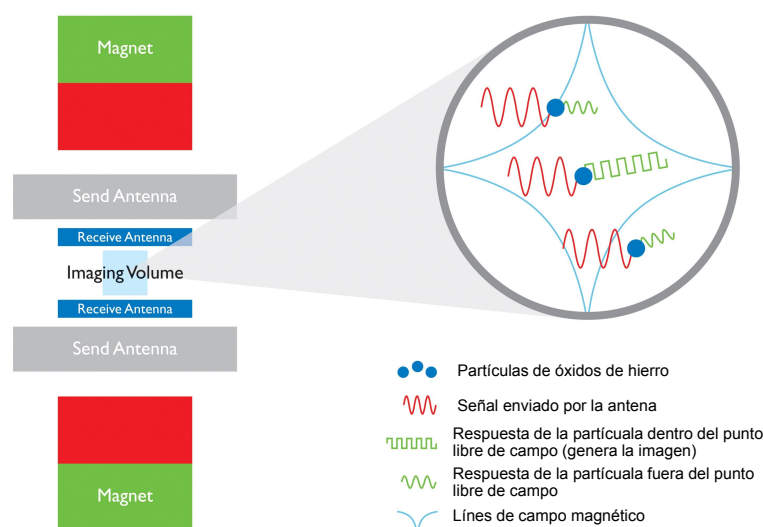 Magnet
Send Antenna
Receive Antenna
Imaging Volume
Receive Antenna
Send Antenna
Magnet
Partículas de óxidos de hierro
Señal enviado por la antena
Respuesta de la partícuala dentro del punto
libre de campo (genera la imagen)
Respuesta de la partícuala fuera del punto
libre de campo
Línes de campo magnético